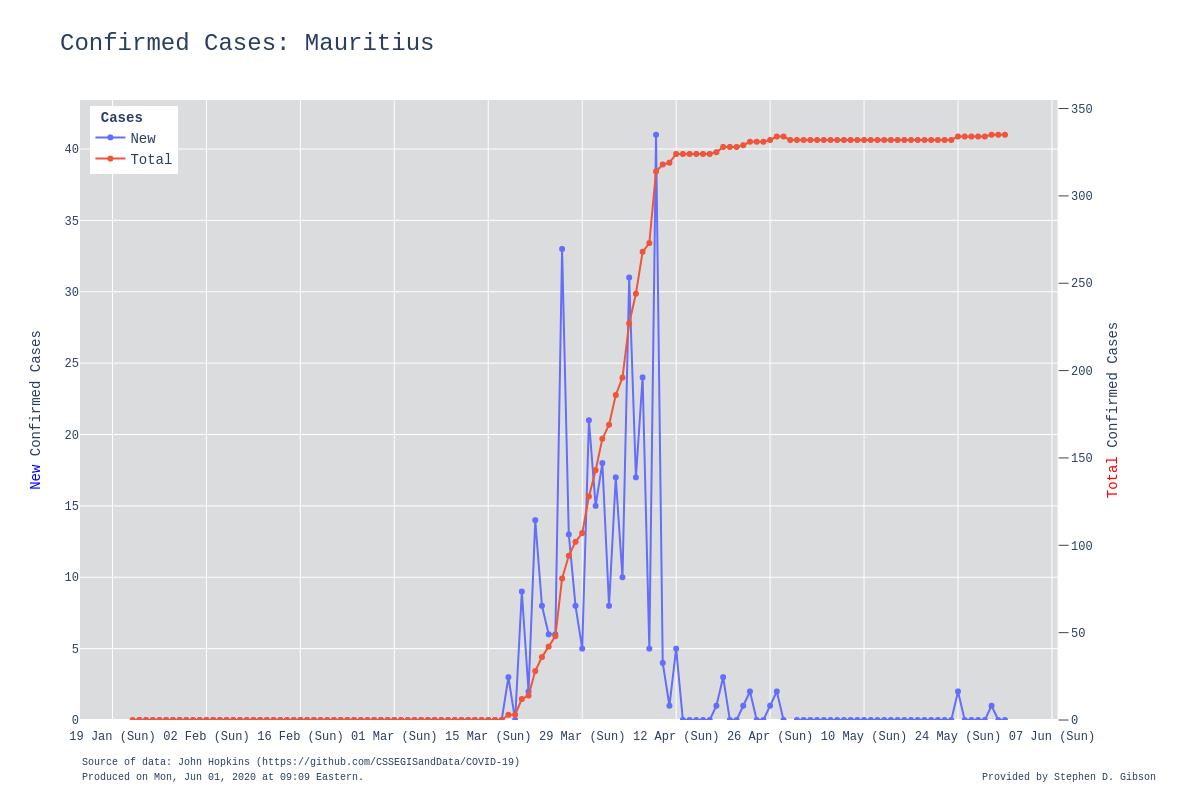 Confirmed Cases: Mauritius
Cases
New
Total
40
35
30
25
20
15
10
5
0
350
300
250
200
150
100
50
0
New Confirmed Cases
Total Confirmed Cases
19 Jan (Sun) 02 Feb (Sun) 16 Feb (Sun) 01 Mar (Sun) 15 Mar (Sun) 29 Mar (Sun) 12 Apr (Sun) 26 Apr (Sun) 10 May (Sun) 24 May (Sun) 07 Jun (Sun)
Source of data: John Hopkins (https://github.com/CSSEGISandData/COVID-19)
Produced on Mon, Jun 01, 2020 at 09:09 Eastern.
Provided by Stephen D. Gibson